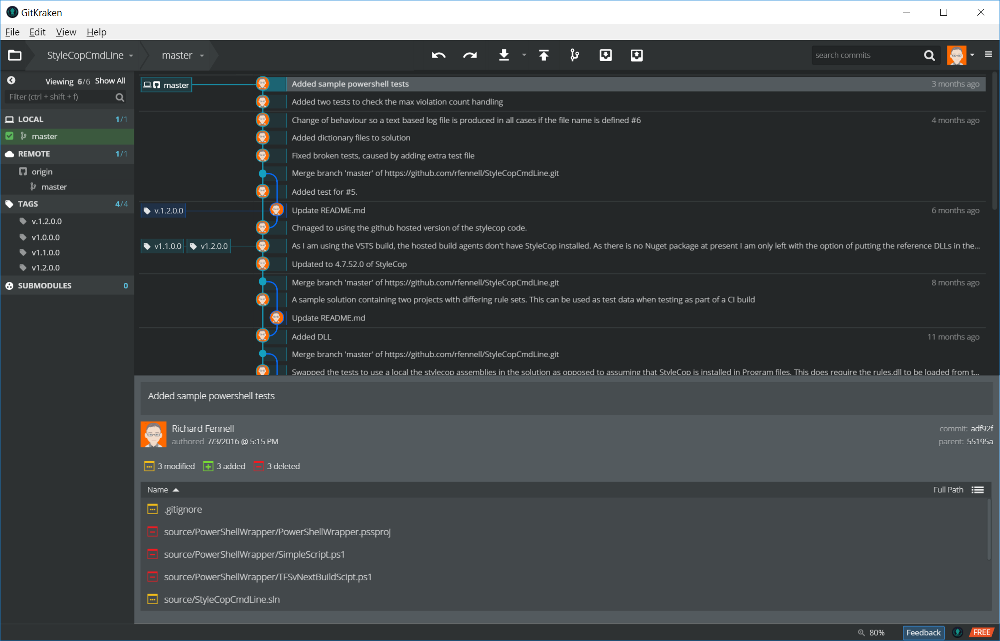 GitKraken
File Edit View Help
StyleCopCmdLine master search commits
Viewing 6/6 Show All
Filter (ctrl + shift + f)
LOCAL 1/1
master
REMOTE 1/1
origin
master
TAGS 4/4
v.1.2.0.0
v1.0.0.0
v1.1.0.0
v1.2.0.0
SUBMODULES 0
master Added sample powershell tests 3 months ago
Added two tests to check the max violation count handling
Change of behaviour so a text based log file is produced in all cases if the file name is defined #6 4 months ago
Added dictionary files to solution
Fixed broken tests, caused by adding extra test file
Merge branch 'master' of https://github.com/rfennell/StyleCopCmdLine.git
Added test for #5.
v.1.2.0.0 Update README.md 6 months ago
Chnaged to using the github hosted version of the stylecop code.
v1.1.0.0 v1.2.0.0 As I am using the VSTS build, the hosted build agents don't have StyleCop installed. As there is no Nuget package at present I am only left with the option of putting the reference DLLs in the...
Updated to 4.7.52.0 of StyleCop
Merge branch 'master' of https://github.com/rfennell/StyleCopCmdLine.git 8 months ago
A sample solution containing two projects with differing rule sets. This can be used as test data when testing as part of a CI build
Update README.md
Added DLL 11 months ago
Merge branch 'master' of https://github.com/rfennell/StyleCopCmdLine.git
Swapped the tests to use a local the stylecop assemblies in the solution as opposed to assuming that StyleCop is installed in Program files. This does require the rules.dll to be loaded from t...
Added sample powershell tests
Richard Fennell commit: adf92f
authored 7/3/2016 @ 5:15 PM parent: 55195a
3 modified 3 added 3 deleted
Name Full Path
.gitignore
source/PowerShellWrapper/PowerShellWrapper.pssproj
source/PowerShellWrapper/SimpleScript.ps1
source/PowerShellWrapper/TFSvNextBuildScipt.ps1
source/StyleCopCmdLine.sln
80% Feedback FREE